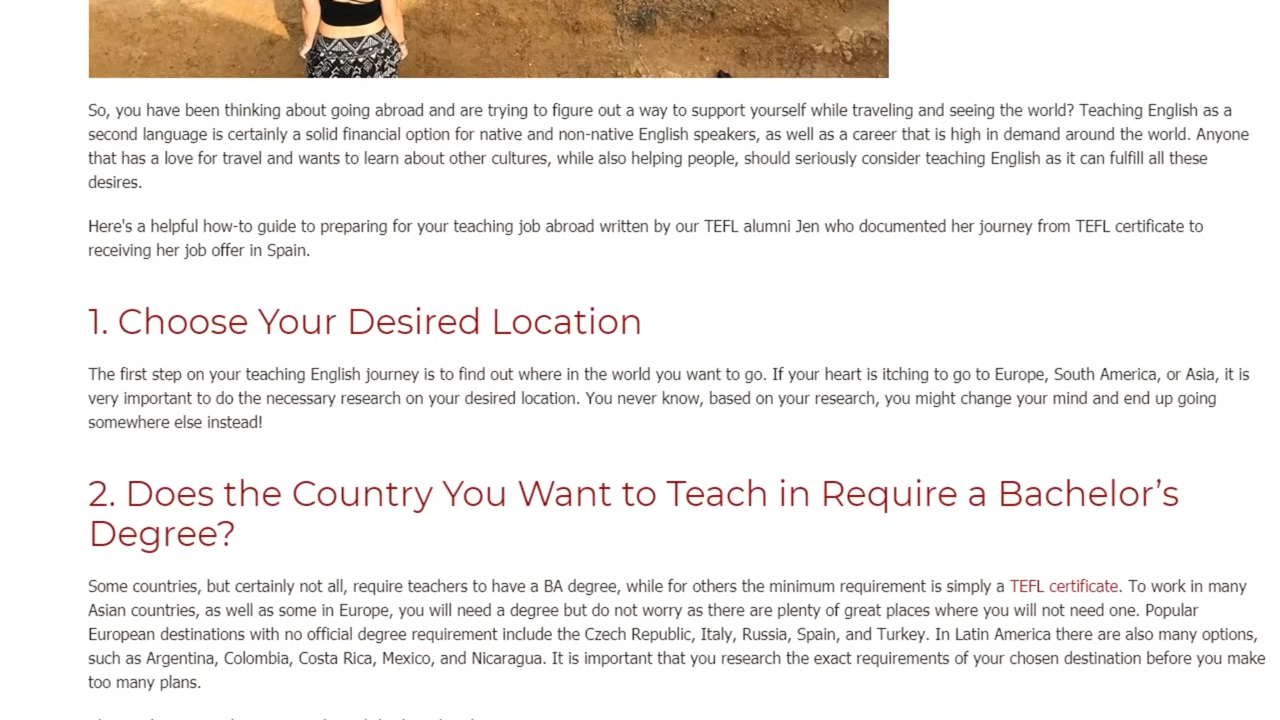 So, you have been thinking about going abroad and are trying to figure out a way to support yourself while traveling and seeing the world? Teaching English as a
second language is certainly a solid financial option for native and non-native English speakers, as well as a career that is high in demand around the world. Anyone
that has a love for travel and wants to learn about other cultures, while also helping people, should seriously consider teaching English as it can fulfill all these
desires.
Here's a helpful how-to guide to preparing for your teaching job abroad written by our TEFL alumni Jen who documented her journey from TEFL certificate to
receiving her job offer in Spain.
1. Choose Your Desired Location
The first step on your teaching English journey is to find out where in the world you want to go. If your heart is itching to go to Europe, South America, or Asia, it is
very important to do the necessary research on your desired location. You never know, based on your research, you might change your mind and end up going
somewhere else instead!
2. Does the Country You Want to Teach in Require a Bachelor’s
Degree?
Some countries, but certainly not all, require teachers to have a BA degree, while for others the minimum requirement is simply a TEFL certificate. To work in many
Asian countries, as well as some in Europe, you will need a degree but do not worry as there are plenty of great places where you will not need one. Popular
European destinations with no official degree requirement include the Czech Republic, Italy, Russia, Spain, and Turkey. In Latin America there are also many options,
such as Argentina, Colombia, Costa Rica, Mexico, and Nicaragua. It is important that you research the exact requirements of your chosen destination before you make
too many plans.